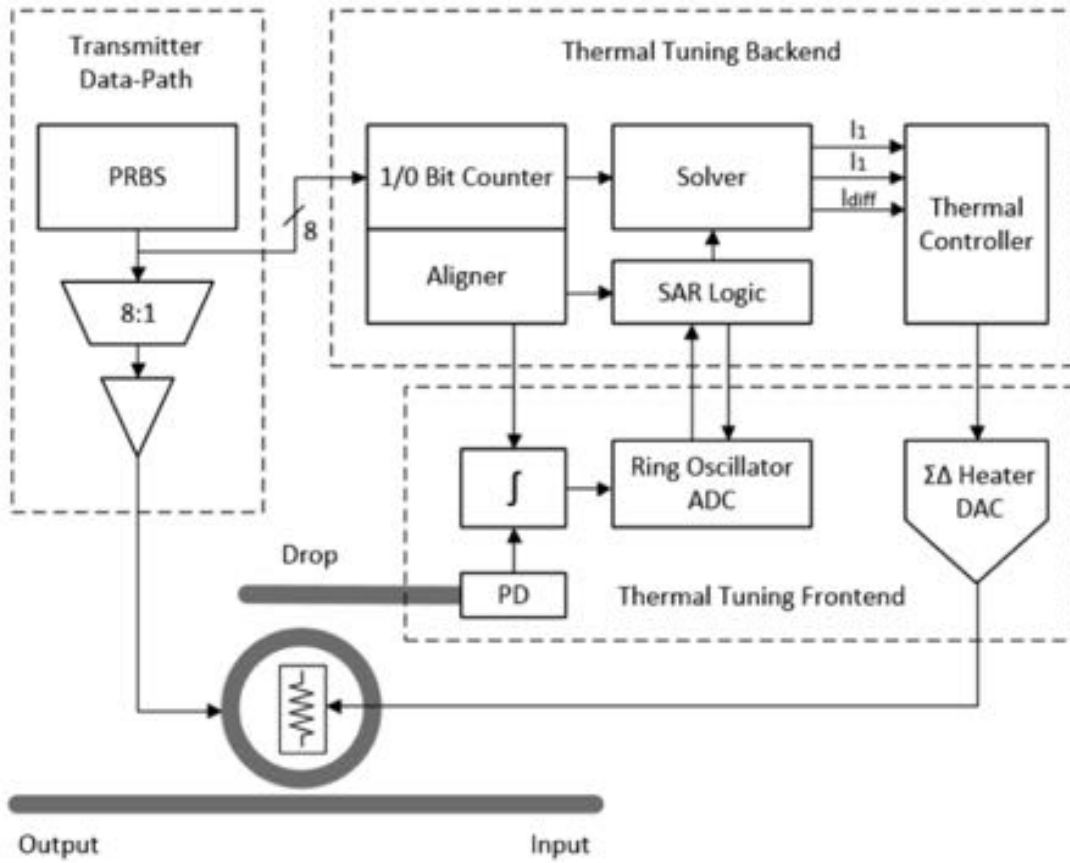 Transmitter
Data-Path
PRBS
8
8:1
Thermal Tuning Backend
1/0 Bit Counter
Aligner
Solver
SAR Logic
I1
I1
Idiff
Thermal
Controller
∫
Ring Oscillator
ADC
ΣΔ Heater
DAC
Drop
PD
Thermal Tuning Frontend
Output
Input